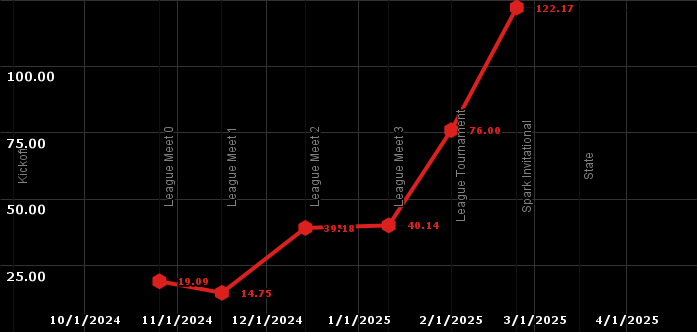 122.17
100.00
75.00
50.00
25.00
Kickoff
League Meet 0
League Meet 1
League Meet 2
League Meet 3
League Tournament
Spark Invitational
State
19.09
14.75
39.18
40.14
76.00
10/1/2024
11/1/2024
12/1/2024
1/1/2025
2/1/2025
3/1/2025
4/1/2025